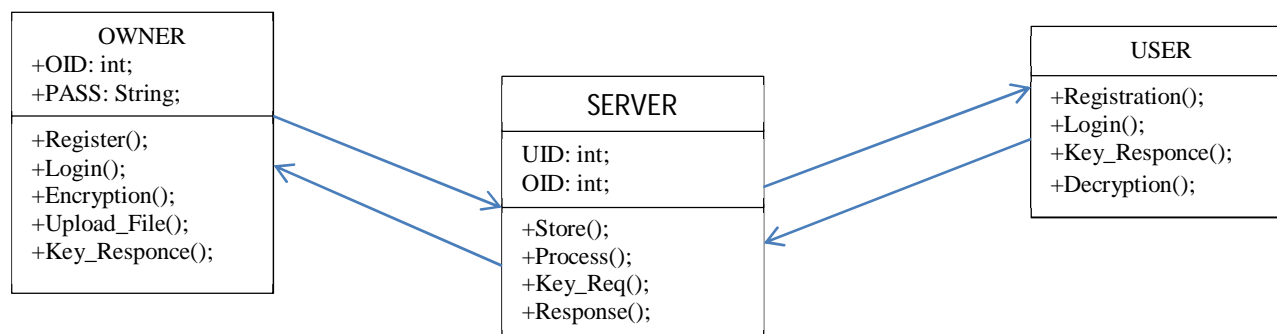 OWNER
+OID: int;
+PASS: String;
+Register();
+Login();
+Encryption();
+Upload_File();
+Key_Responce();
SERVER
UID: int;
OID: int;
+Store();
+Process();
+Key_Req();
+Response();
USER
+Registration();
+Login();
+Key_Responce();
+Decryption();